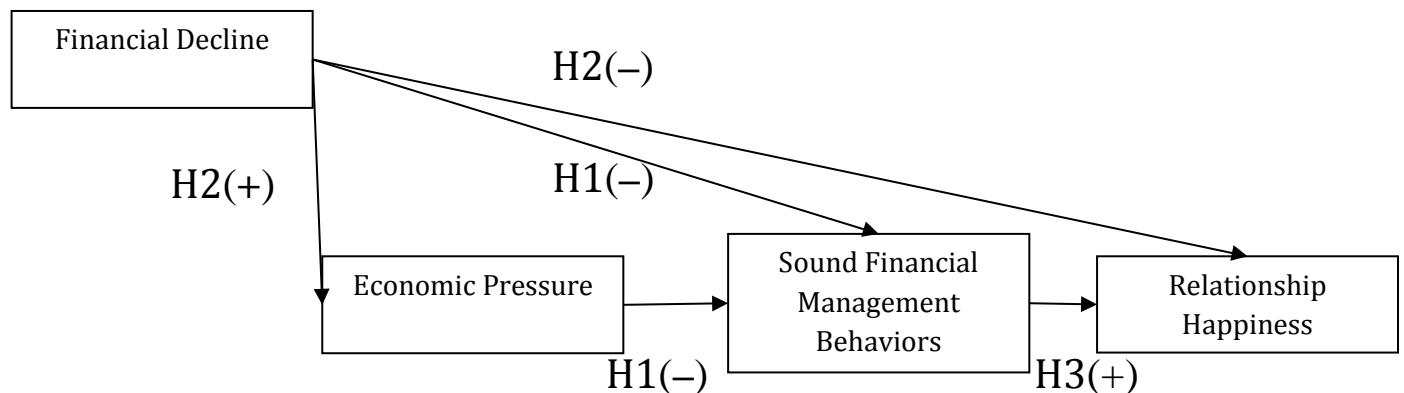 Financial Decline
H2(–)
H1(–)
H2(+)
Economic Pressure
Sound Financial
Management
Behaviors
Relationship
Happiness
H1(–)
H3(+)